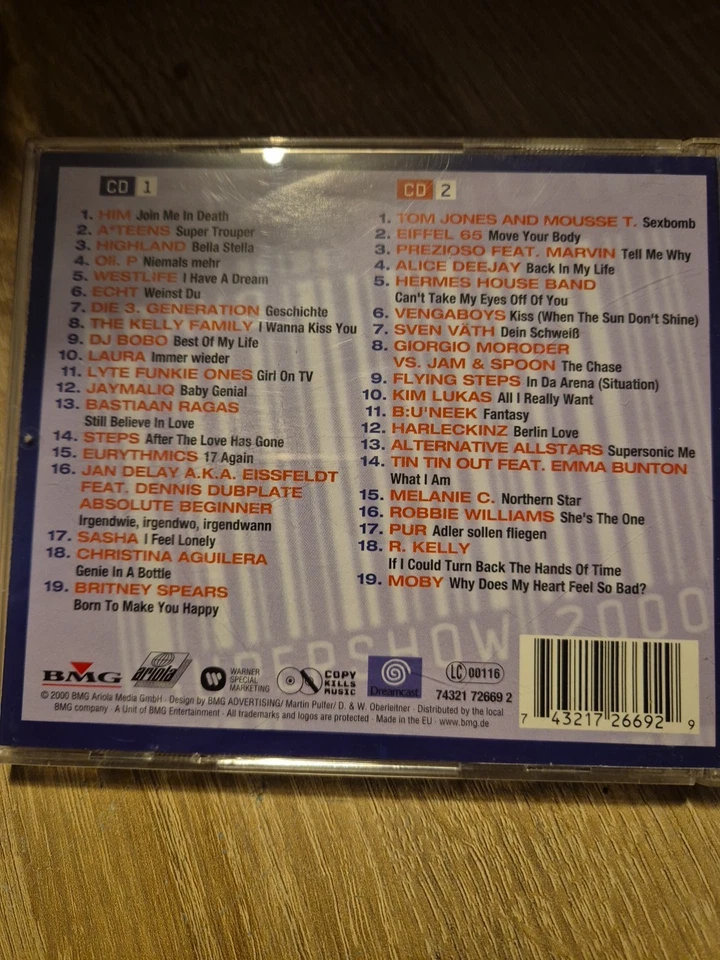 CD 1
1. HIM Join Me In Death
2. A*TEENS Super Trouper
3. HIGHLAND Bella Stella
4. Oli. P Niemals mehr
5. WESTLIFE I Have A Dream
6. ECHT Weinst Du
7. DIE 3. GENERATION Geschichte
8. THE KELLY FAMILY I Wanna Kiss You
9. DJ BOBO Best Of My Life
10. LAURA Immer wieder
11. LYTE FUNKIE ONES Girl On TV
12. JAYMALIQ Baby Genial
13. BASTIAAN RAGAS
Still Believe In Love
14. STEPS After The Love Has Gone
15. EURYTHMICS 17 Again
16. JAN DELAY A.K.A. EISSFELDT
FEAT. DENNIS DUBPLATE
ABSOLUTE BEGINNER
Irgendwie, irgendwo, irgendwann
17. SASHA I Feel Lonely
18. CHRISTINA AGUILERA
Genie In A Bottle
19. BRITNEY SPEARS
Born To Make You Happy
CD 2
1. TOM JONES AND MOUSSE T. Sexbomb
2. EIFFEL 65 Move Your Body
3. PREZIOSO FEAT. MARVIN Tell Me Why
4. ALICE DEEJAY Back In My Life
5. HERMES HOUSE BAND
Can't Take My Eyes Off Of You
6. VENGABOYS Kiss (When The Sun Don't Shine)
7. SVEN VÄTH Dein Schweiß
8. GIORGIO MORODER
VS. JAM & SPOON The Chase
9. FLYING STEPS In Da Arena (Situation)
10. KIM LUKAS All I Really Want
11. B:U'NEEK Fantasy
12. HARLECKINZ Berlin Love
13. ALTERNATIVE ALLSTARS Supersonic Me
14. TIN TIN OUT FEAT. EMMA BUNTON
What I Am
15. MELANIE C. Northern Star
16. ROBBIE WILLIAMS She's The One
17. PUR Adler sollen fliegen
18. R. KELLY
If I Could Turn Back The Hands Of Time
19. MOBY Why Does My Heart Feel So Bad?
ERSHOW 2000
BMG
ariola
WARNER
SPECIAL
MARKETING
COPY
KILLS
MUSIC
Dreamcast
LC 00116
74321 72669 2
© 2000 BMG Ariola Media GmbH · Design by BMG ADVERTISING/ Martin Pulfer/ D. & W. Oberleitner · Distributed by the local
BMG company · A Unit of BMG Entertainment · All trademarks and logos are protected · Made in the EU · www.bmg.de
7 43217 26692 9